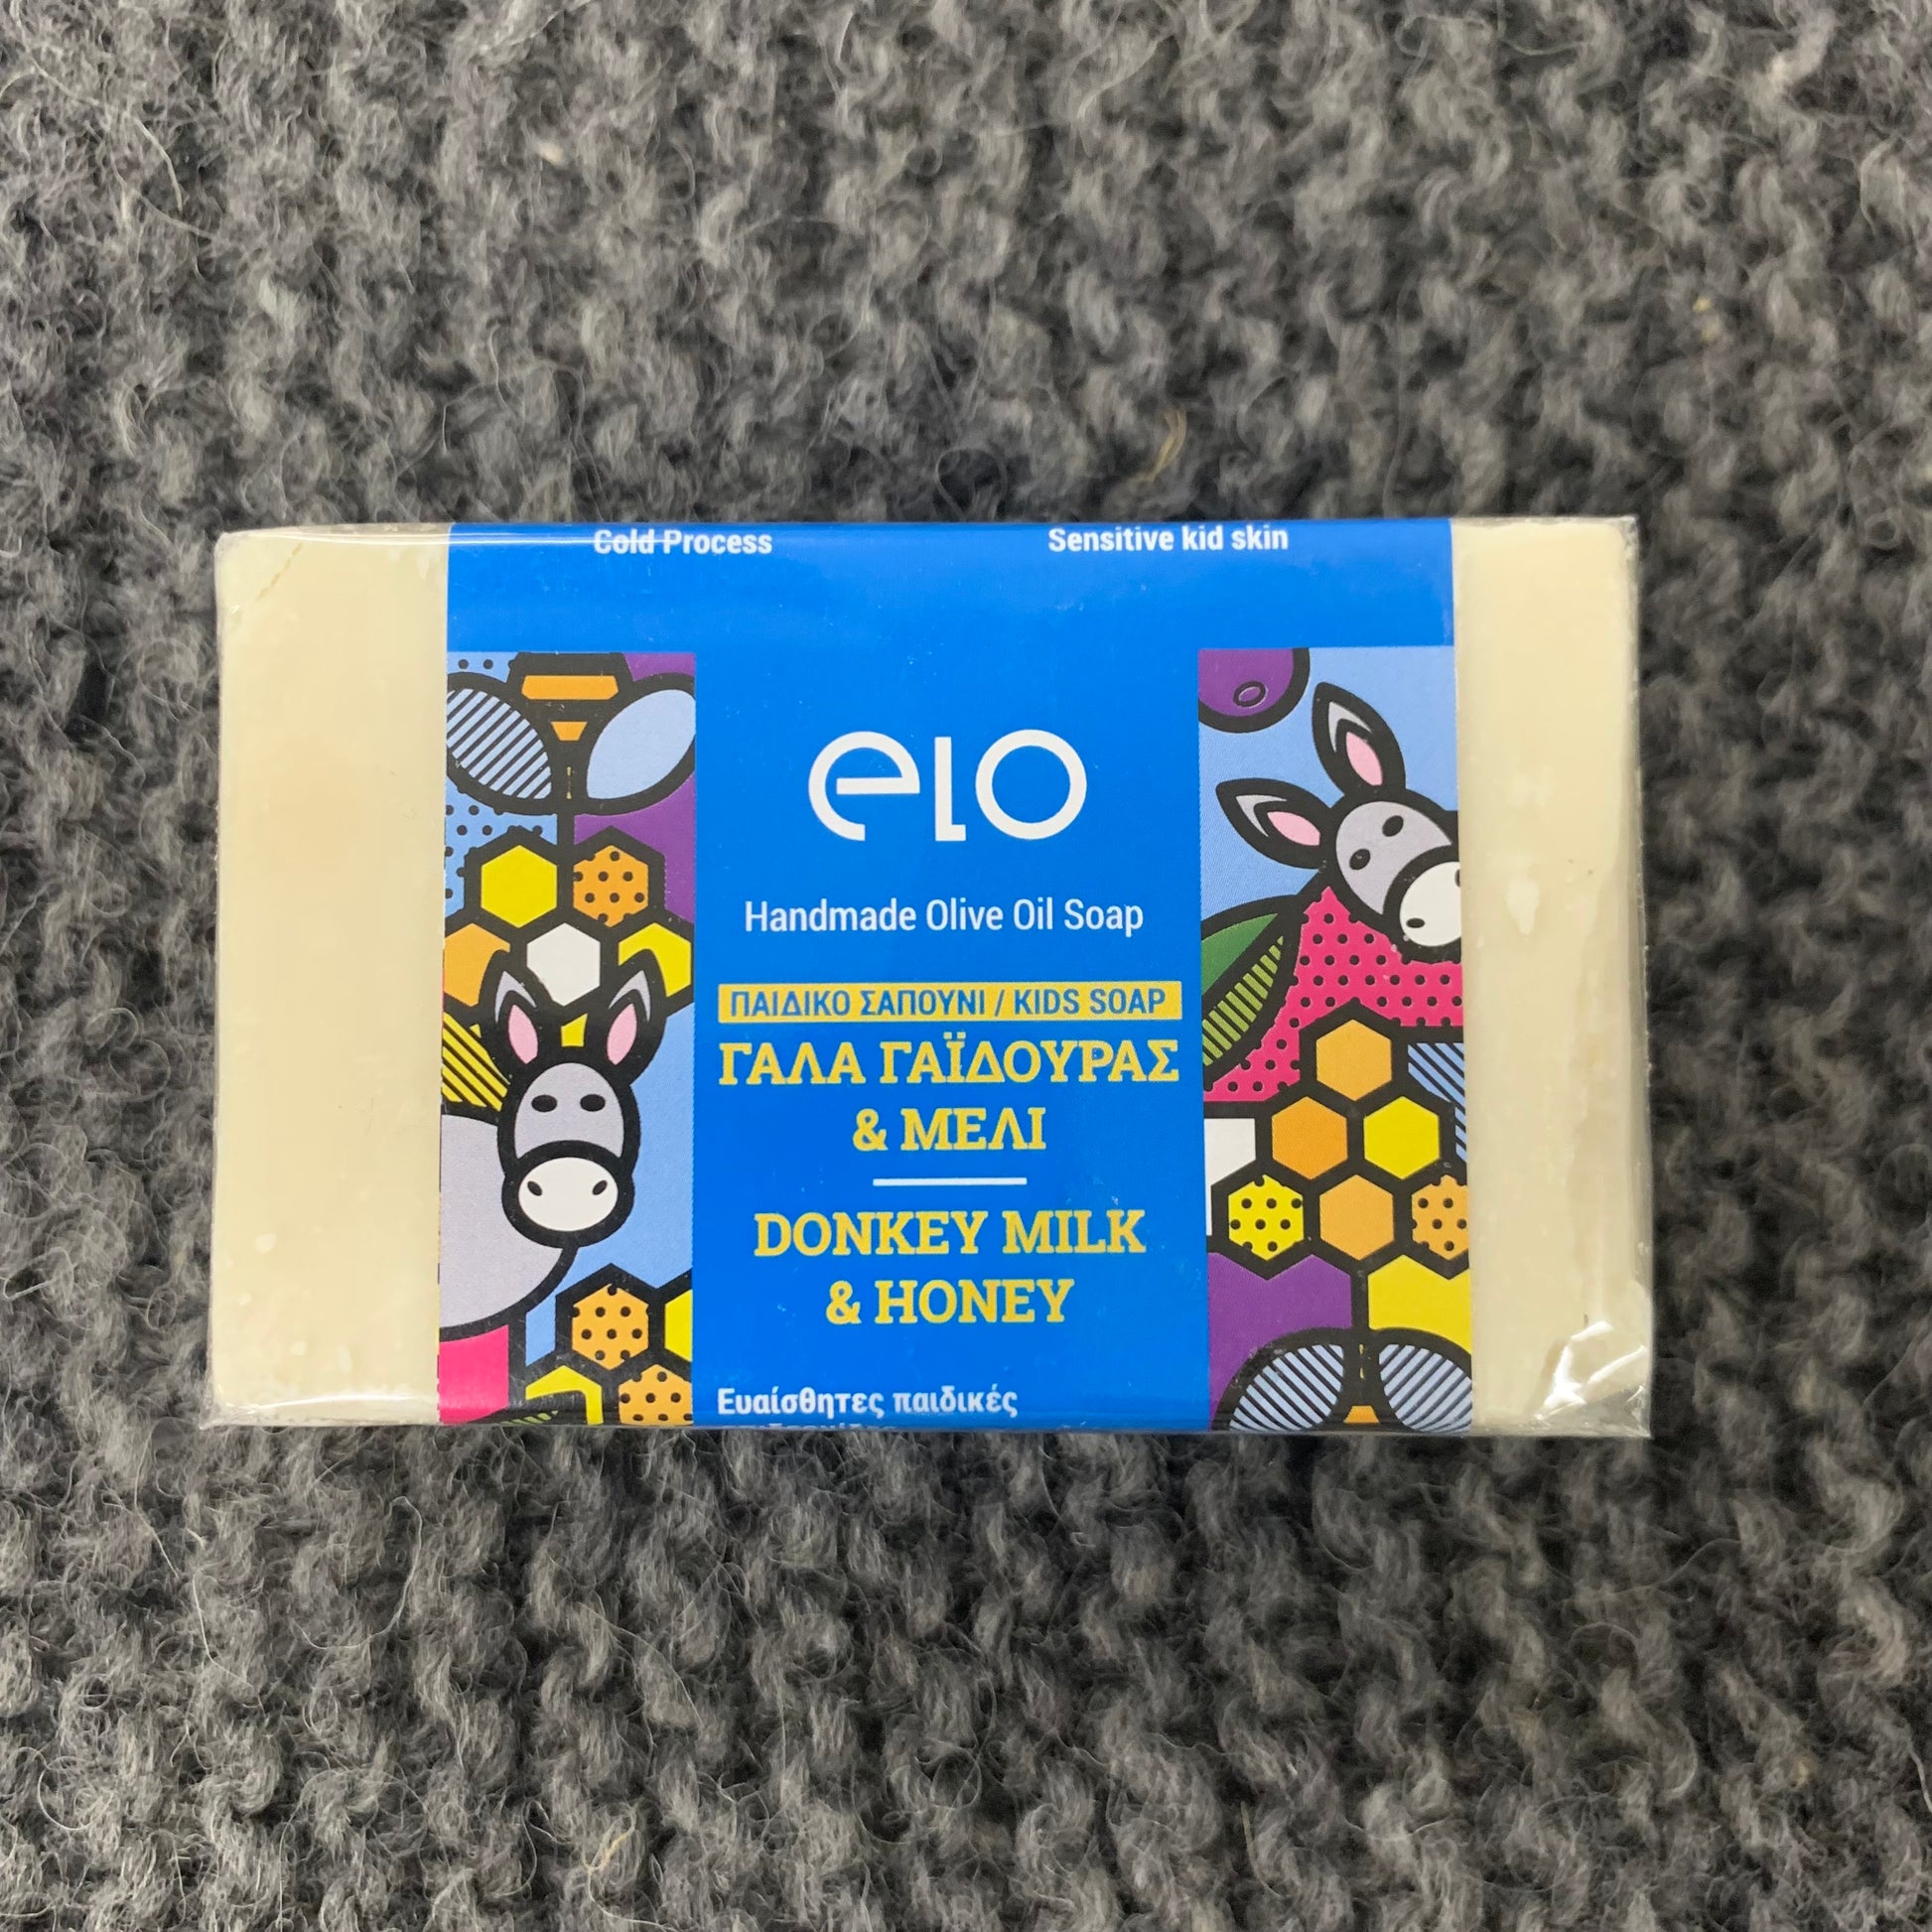 Cold Process
Sensitive kid skin
elo
Handmade Olive Oil Soap
ΠΑΙΔΙΚΟ ΣΑΠΟΥΝΙ / KIDS SOAP
ΓΑΛΑ ΓΑΪΔΟΥΡΑΣ
& ΜΕΛΙ
DONKEY MILK
& HONEY
Ευαίσθητες παιδικές